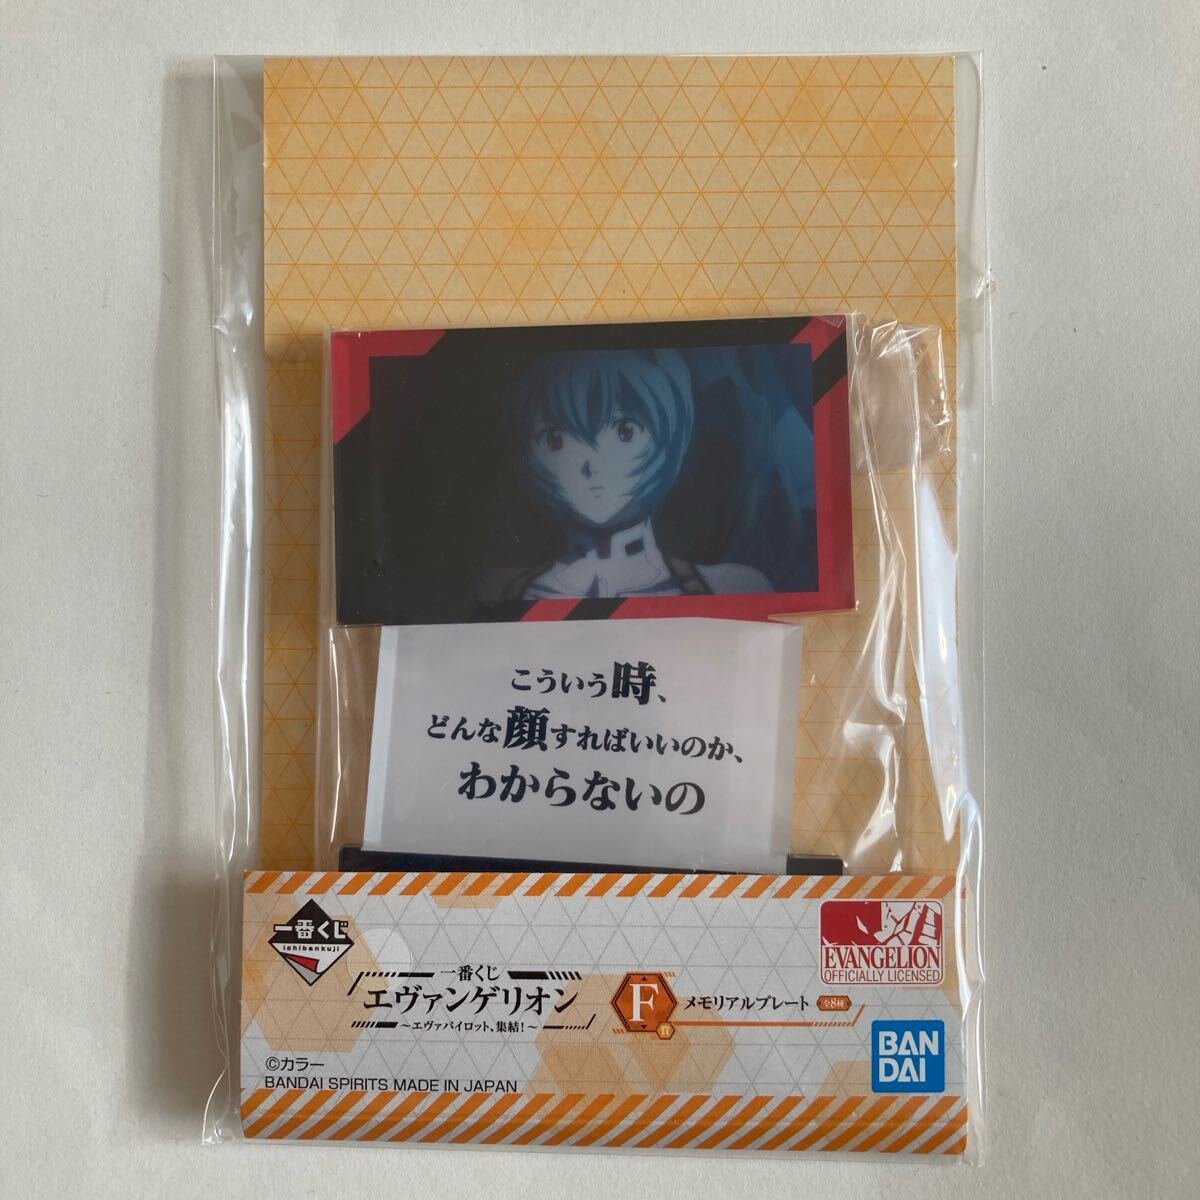 こういう時、
どんな顔すればいいのか、
わからないの
一番くじ
ichibankuji
一番くじ
エヴァンゲリオン
～エヴァパイロット、集結!～
F
賞
メモリアルプレート
全8種
EVANGELION
OFFICIALLY LICENSED
BAN
DAI
©カラー
BANDAI SPIRITS MADE IN JAPAN